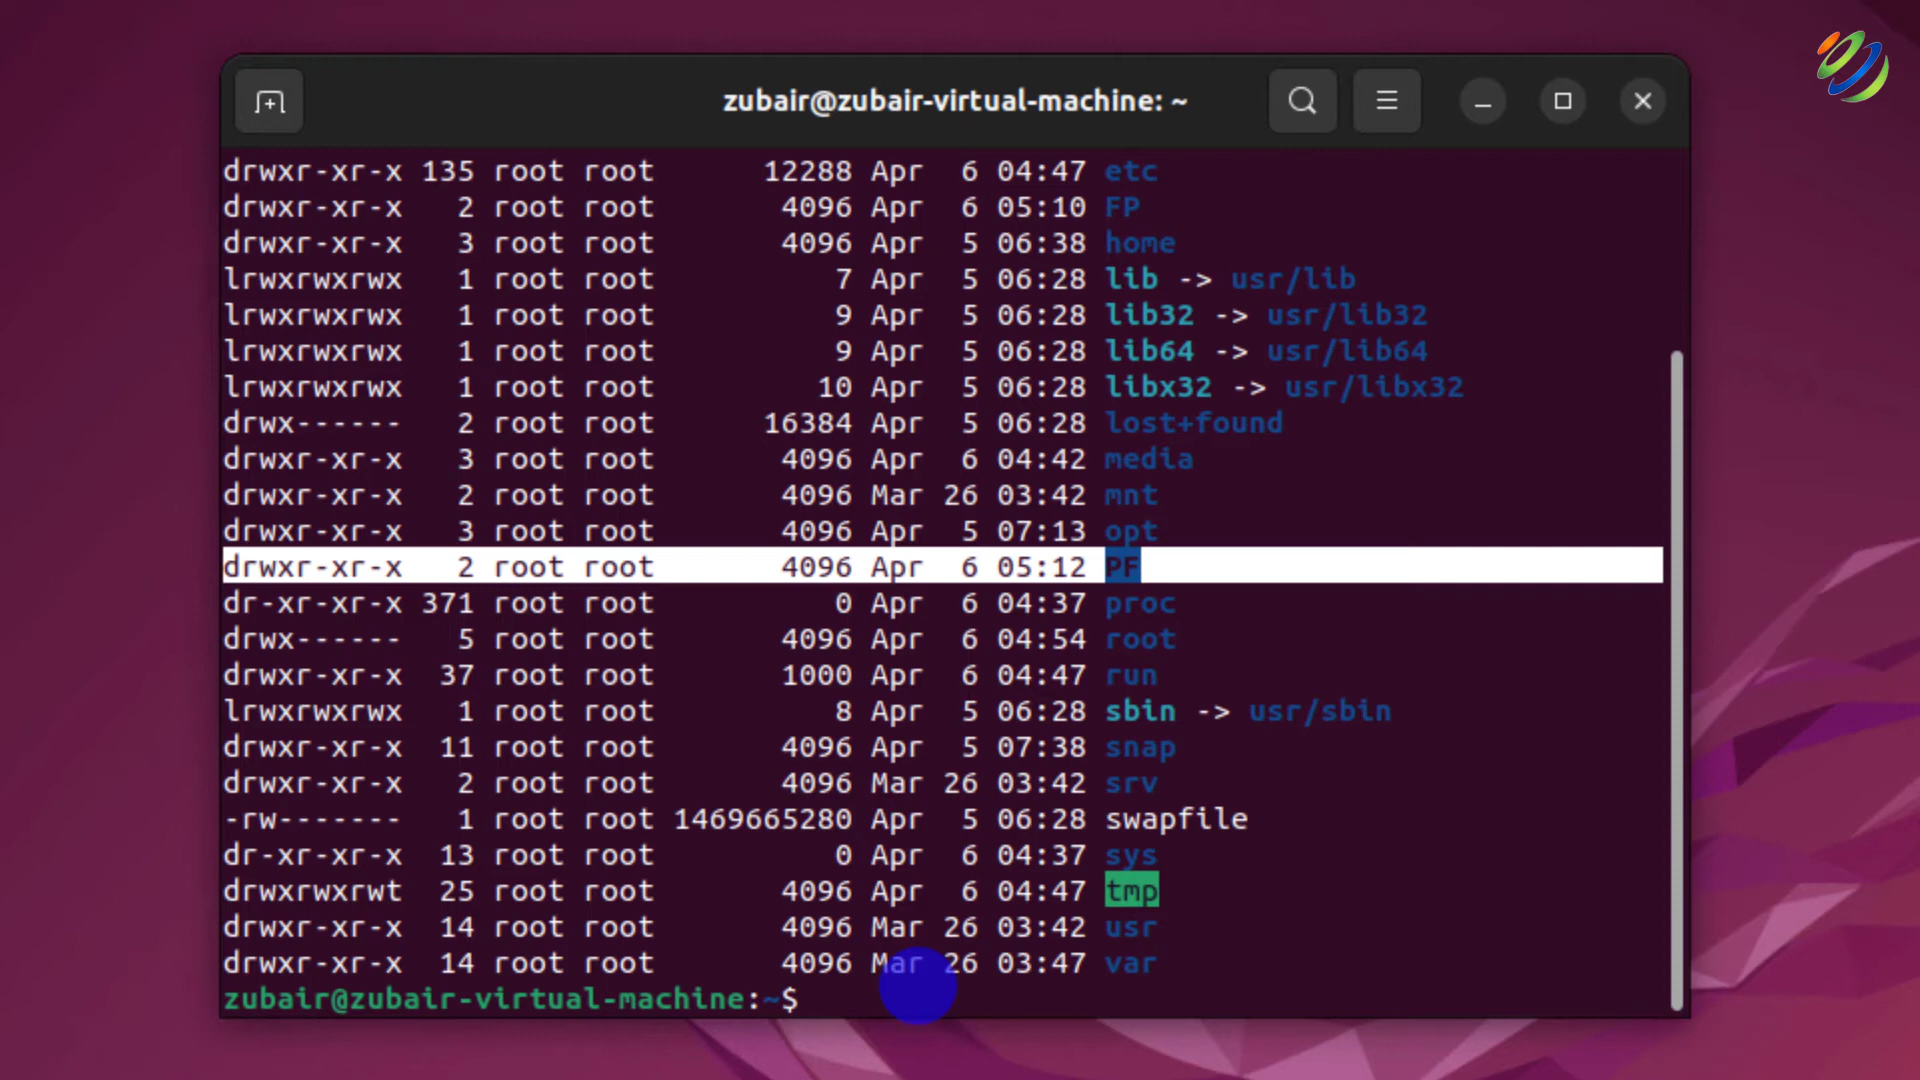 zubair@zubair-virtual-machine: ~
drwxr-xr-x 135 root root      12288 Apr  6 04:47 etc
drwxr-xr-x   2 root root       4096 Apr  6 05:10 FP
drwxr-xr-x   3 root root       4096 Apr  5 06:38 home
lrwxrwxrwx   1 root root          7 Apr  5 06:28 lib -> usr/lib
lrwxrwxrwx   1 root root          9 Apr  5 06:28 lib32 -> usr/lib32
lrwxrwxrwx   1 root root          9 Apr  5 06:28 lib64 -> usr/lib64
lrwxrwxrwx   1 root root         10 Apr  5 06:28 libx32 -> usr/libx32
drwx------   2 root root      16384 Apr  5 06:28 lost+found
drwxr-xr-x   3 root root       4096 Apr  6 04:42 media
drwxr-xr-x   2 root root       4096 Mar 26 03:42 mnt
drwxr-xr-x   3 root root       4096 Apr  5 07:13 opt
drwxr-xr-x   2 root root       4096 Apr  6 05:12 PF
dr-xr-xr-x 371 root root          0 Apr  6 04:37 proc
drwx------   5 root root       4096 Apr  6 04:54 root
drwxr-xr-x  37 root root       1000 Apr  6 04:47 run
lrwxrwxrwx   1 root root          8 Apr  5 06:28 sbin -> usr/sbin
drwxr-xr-x  11 root root       4096 Apr  5 07:38 snap
drwxr-xr-x   2 root root       4096 Mar 26 03:42 srv
-rw-------   1 root root 1469665280 Apr  5 06:28 swapfile
dr-xr-xr-x  13 root root          0 Apr  6 04:37 sys
drwxrwxrwt  25 root root       4096 Apr  6 04:47 tmp
drwxr-xr-x  14 root root       4096 Mar 26 03:42 usr
drwxr-xr-x  14 root root       4096 Mar 26 03:47 var
zubair@zubair-virtual-machine:~$